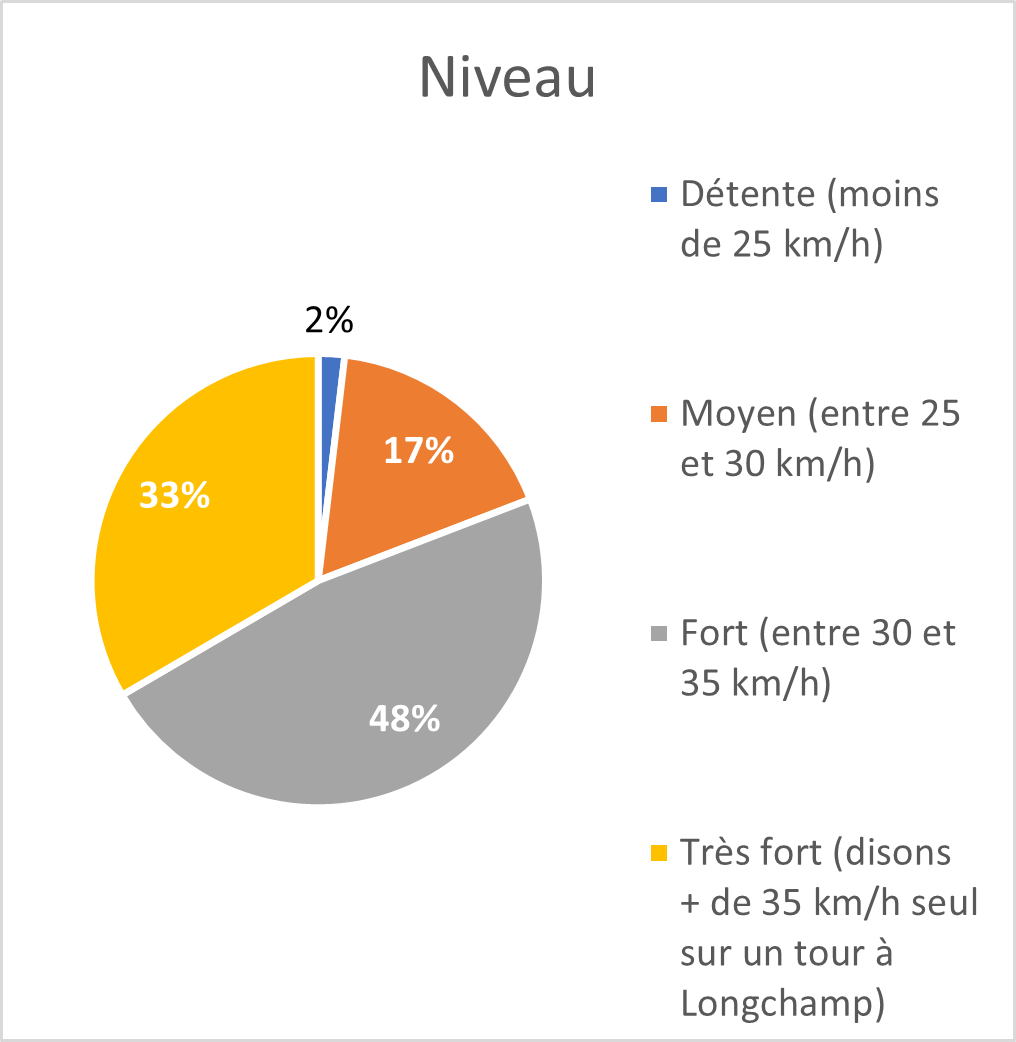 Niveau
Détente (moins
de 25 km/h)
2%
Moyen (entre 25
et 30 km/h)
17%
33%
Fort (entre 30 et
35 km/h)
48%
Très fort (disons
+ de 35 km/h seul
sur un tour à
Longchamp)